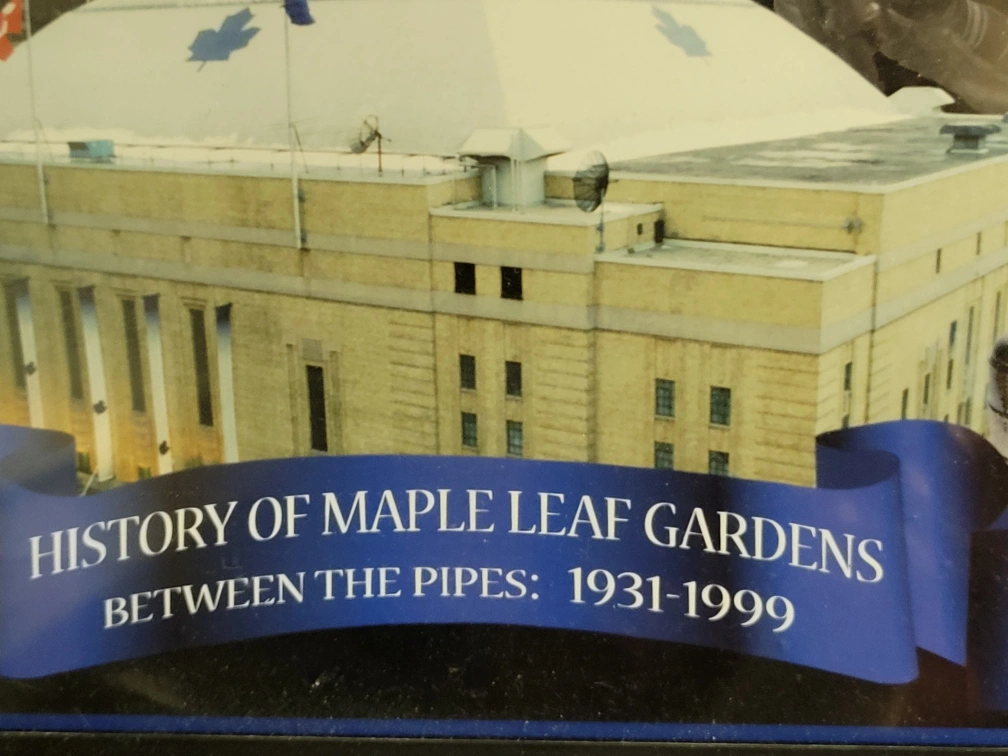 HISTORY OF MAPLE LEAF GARDENS
BETWEEN THE PIPES: 1931-1999